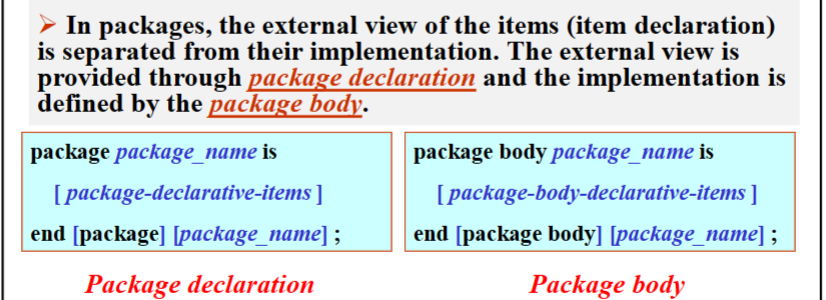 ➢ In packages, the external view of the items (item declaration)
is separated from their implementation. The external view is
provided through package declaration and the implementation is
defined by the package body.
package package_name is
[ package-declarative-items ]
end [package] [package_name] ;
Package declaration
package body package_name is
[ package-body-declarative-items ]
end [package body] [package_name] ;
Package body